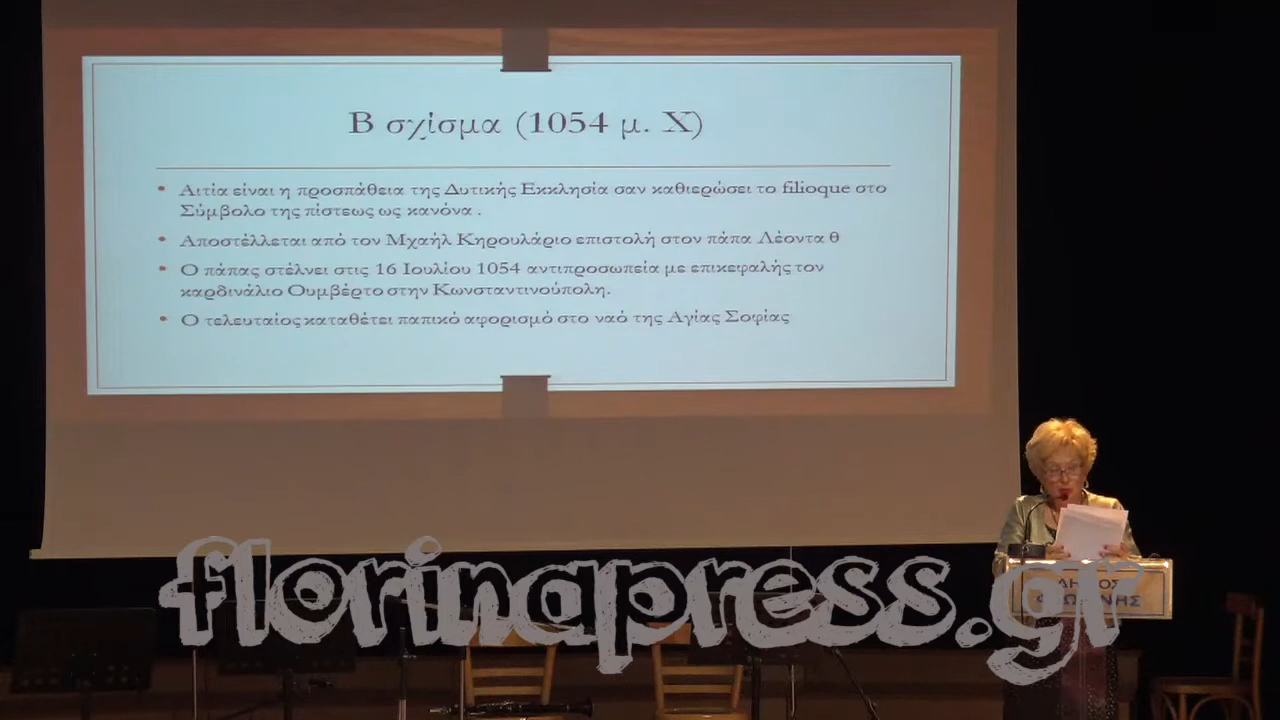 Β σχίσμα (1054 μ. Χ)
• Αιτία είναι η προσπάθεια της Δυτικής Εκκλησία σαν καθιερώσει το filioque στο
Σύμβολο της πίστεως ως κανόνα .
• Αποστέλλεται από τον Μχαήλ Κηρουλάριο επιστολή στον πάπα Λέοντα θ
• Ο πάπας στέλνει στις 16 Ιουλίου 1054 αντιπροσωπεία με επικεφαλής τον
καρδινάλιο Ουμβέρτο στην Κωνσταντινούπολη.
• Ο τελευταίος καταθέτει παπικό αφορισμό στο ναό της Αγίας Σοφίας
florinapress.gr
ΔΗΜΟΣ